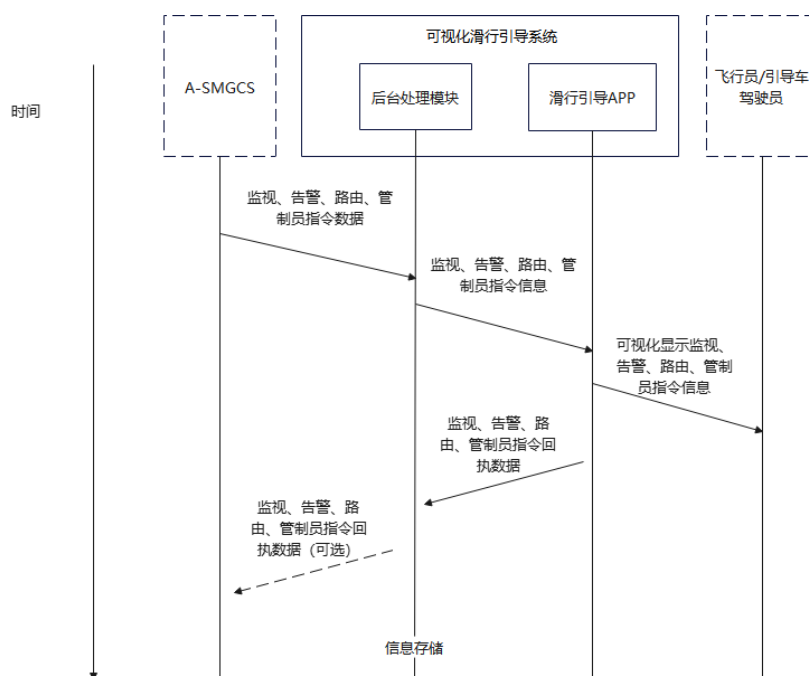 可视化滑行引导系统
A-SMGCS
后台处理模块
滑行引导APP
飞行员/引导车
驾驶员
时间
监视、告警、路由、管
制员指令数据
监视、告警、路由、管
制员指令信息
可视化显示监视、
告警、路由、管制
员指令信息
监视、告警、路
由、管制员指令回
执数据
监视、告警、路
由、管制员指令回
执数据（可选）
信息存储